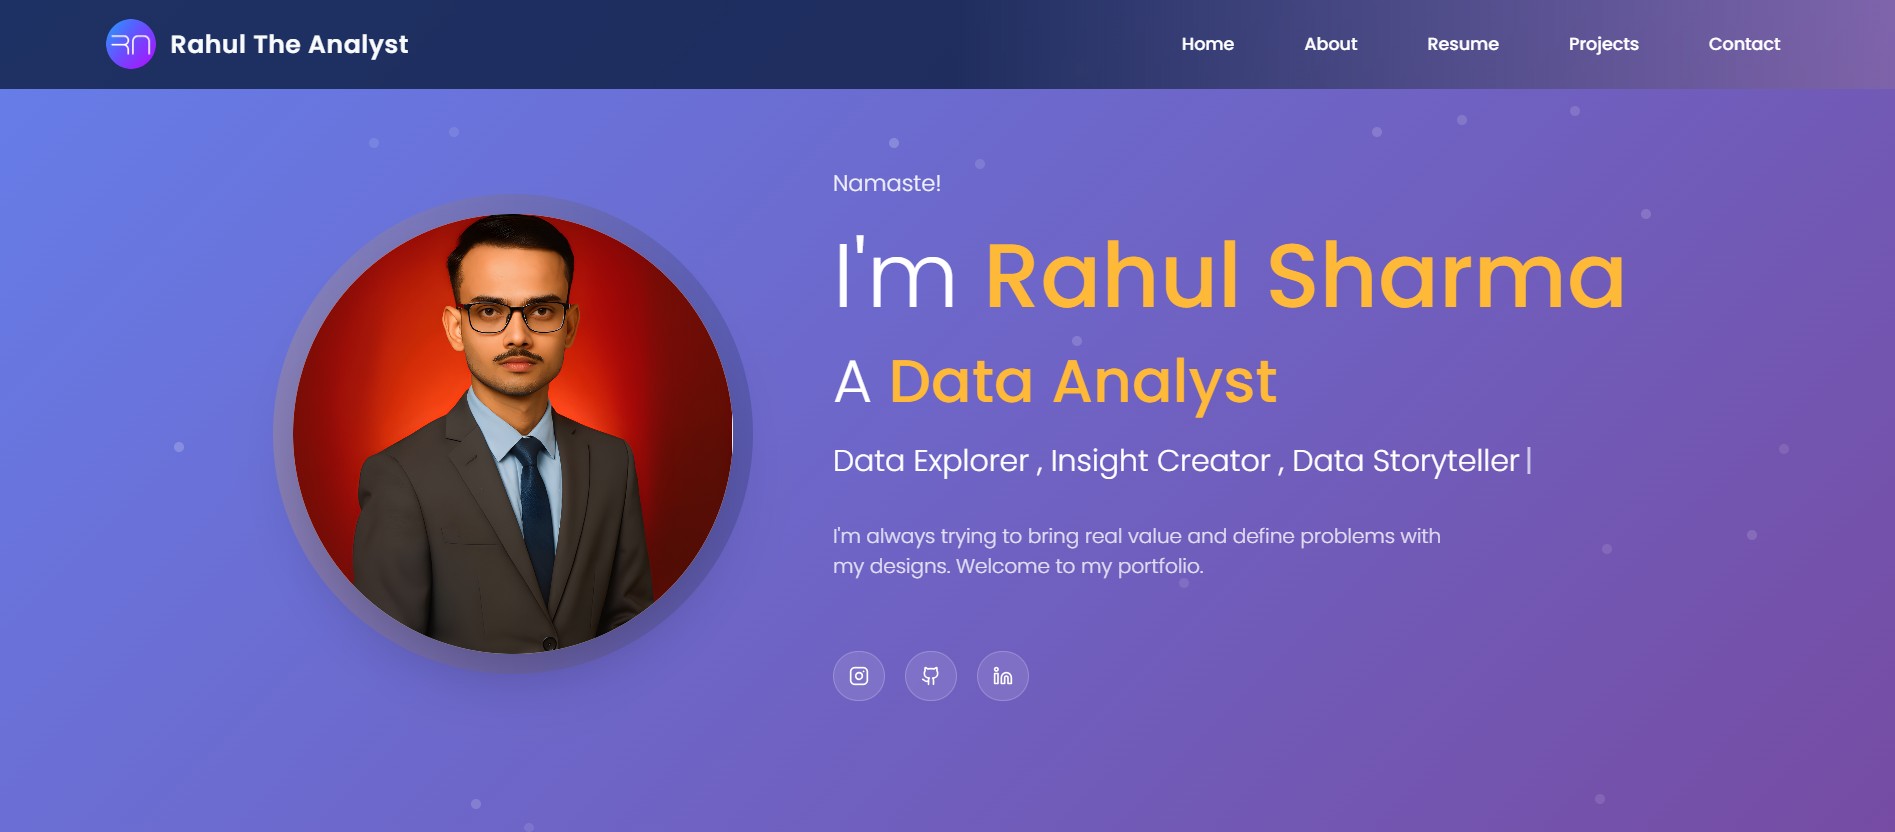 Rahul The Analyst
Home About Resume Projects Contact
Namaste!
I'm Rahul Sharma
A Data Analyst
Data Explorer , Insight Creator , Data Storyteller|
I'm always trying to bring real value and define problems with
my designs. Welcome to my portfolio.